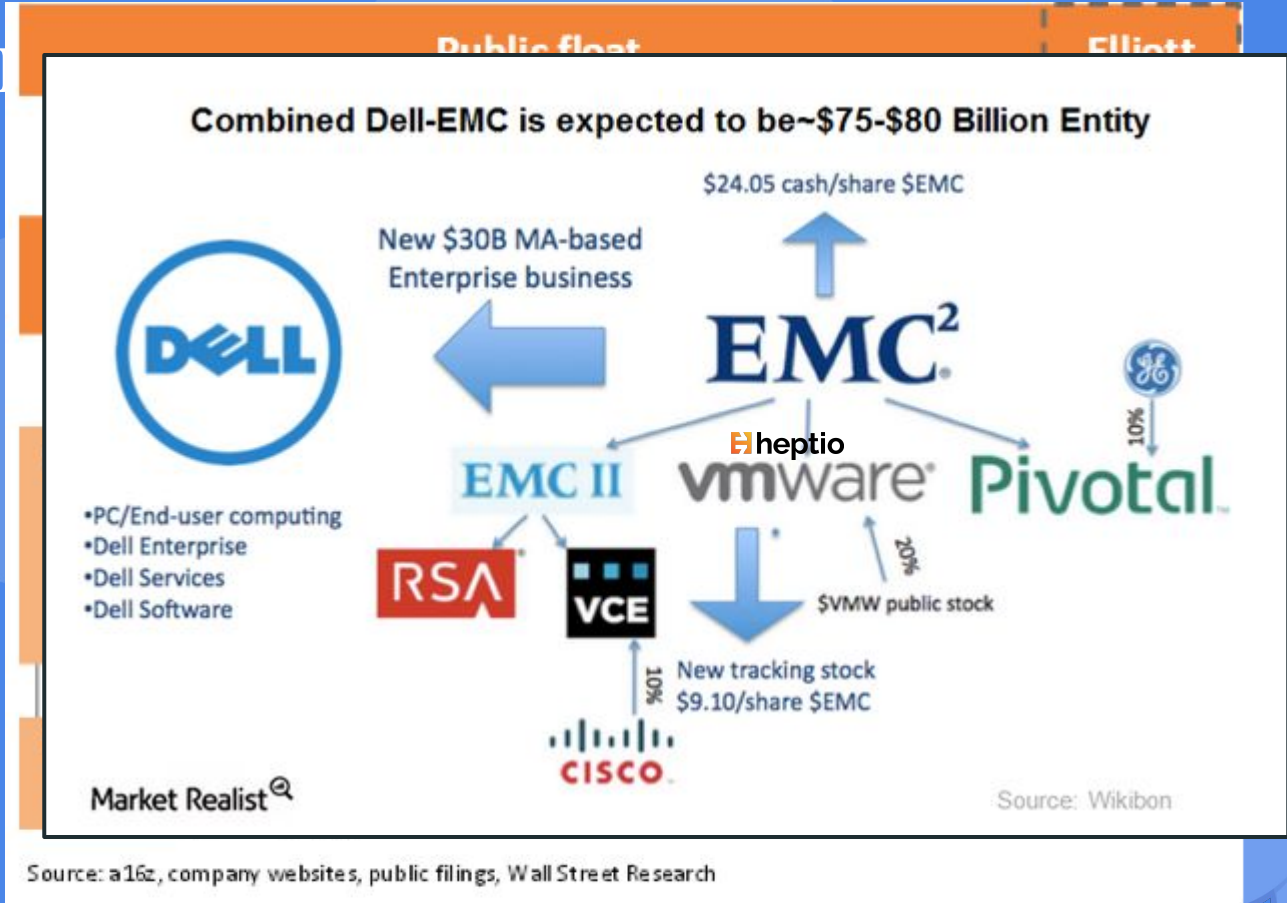 Public float
Elliott
Combined Dell-EMC is expected to be~$75-$80 Billion Entity
$24.05 cash/share $EMC
New $30B MA-based
Enterprise business
DELL
EMC²
GE
10%
heptio
EMC II
vmware
Pivotal
•PC/End-user computing
•Dell Enterprise
•Dell Services
•Dell Software
RSA
VCE
*
20%
$VMW public stock
10%
New tracking stock
$9.10/share $EMC
CISCO
Market Realist
Source: Wikibon
Source: a16z, company websites, public filings, Wall Street Research